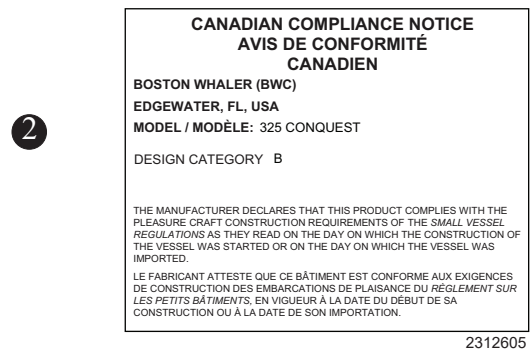 2
CANADIAN COMPLIANCE NOTICE
AVIS DE CONFORMITÉ
CANADIEN
BOSTON WHALER (BWC)
EDGEWATER, FL, USA
MODEL / MODÈLE: 325 CONQUEST
DESIGN CATEGORY B
THE MANUFACTURER DECLARES THAT THIS PRODUCT COMPLIES WITH THE
PLEASURE CRAFT CONSTRUCTION REQUIREMENTS OF THE SMALL VESSEL
REGULATIONS AS THEY READ ON THE DAY ON WHICH THE CONSTRUCTION OF
THE VESSEL WAS STARTED OR ON THE DAY ON WHICH THE VESSEL WAS
IMPORTED.
LE FABRICANT ATTESTE QUE CE BÂTIMENT EST CONFORME AUX EXIGENCES
DE CONSTRUCTION DES EMBARCATIONS DE PLAISANCE DU RÈGLEMENT SUR
LES PETITS BÂTIMENTS, EN VIGUEUR À LA DATE DU DÉBUT DE SA
CONSTRUCTION OU À LA DATE DE SON IMPORTATION.
2312605